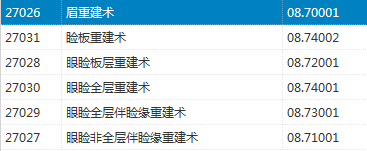 27026 眉重建术 08.70001
27031 睑板重建术 08.74002
27028 眼睑板层重建术 08.72001
27030 眼睑全层重建术 08.74001
27029 眼睑全层伴睑缘重建术 08.73001
27027 眼睑非全层伴睑缘重建术 08.71001